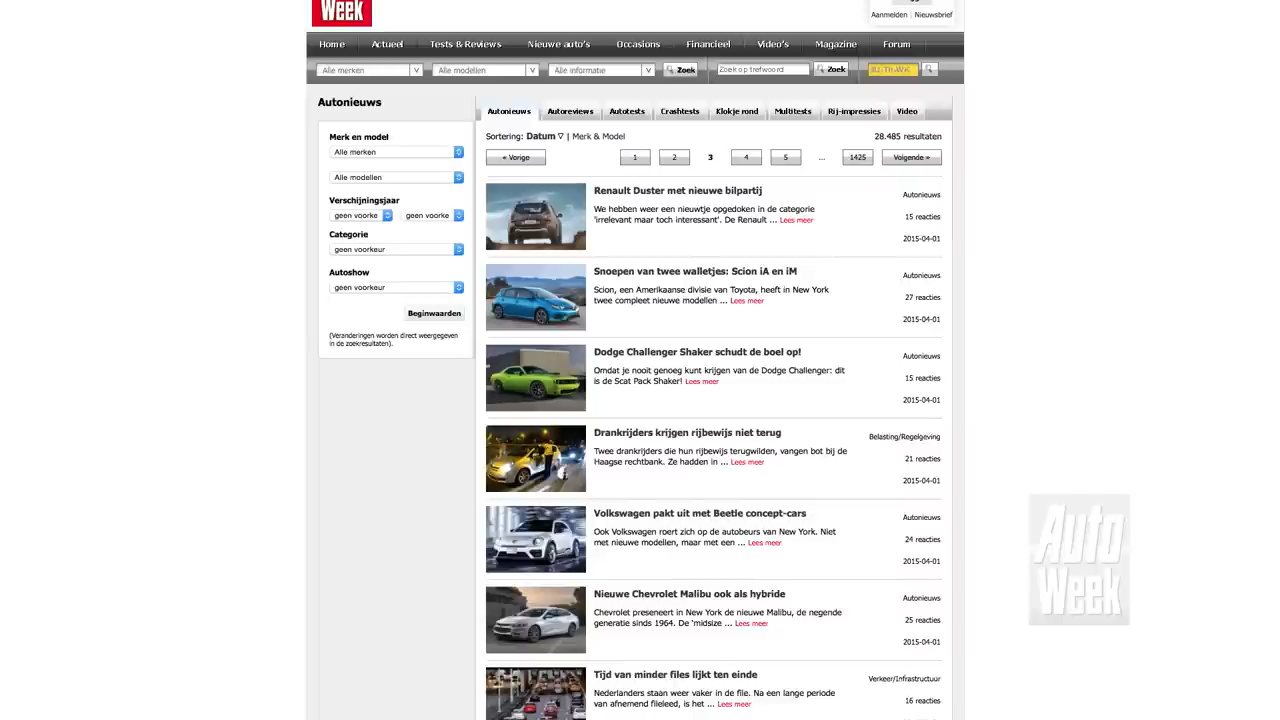 Week
Aanmelden | Nieuwsbrief
Home Actueel Tests & Reviews Nieuwe auto's Occasions Financieel Video's Magazine Forum
Alle merken Alle modellen Alle informatie Zoek Zoek op trefwoord Zoek
Autonieuws
Merk en model
Alle merken
Alle modellen
Verschijningsjaar
geen voorke geen voorke
Categorie
geen voorkeur
Autoshow
geen voorkeur
Beginwaarden
(Veranderingen worden direct weergegeven
in de zoekresultaten).
Autonieuws Autoreviews Autotests Crashtests Klokje rond Multitests Rij-impressies Video
Sortering: Datum ▽ | Merk & Model 28.485 resultaten
« Vorige 1 2 3 4 5 ... 1425 Volgende »
Renault Duster met nieuwe bilpartij
We hebben weer een nieuwtje opgedoken in de categorie
'irrelevant maar toch interessant'. De Renault ... Lees meer
Autonieuws
15 reacties
2015-04-01
Snoepen van twee walletjes: Scion iA en iM
Scion, een Amerikaanse divisie van Toyota, heeft in New York
twee compleet nieuwe modellen ... Lees meer
Autonieuws
27 reacties
2015-04-01
Dodge Challenger Shaker schudt de boel op!
Omdat je nooit genoeg kunt krijgen van de Dodge Challenger: dit
is de Scat Pack Shaker! Lees meer
Autonieuws
15 reacties
2015-04-01
Drankrijders krijgen rijbewijs niet terug
Twee drankrijders die hun rijbewijs terugwilden, vangen bot bij de
Haagse rechtbank. Ze hadden in ... Lees meer
Belasting/Regelgeving
21 reacties
2015-04-01
Volkswagen pakt uit met Beetle concept-cars
Ook Volkswagen roert zich op de autobeurs van New York. Niet
met nieuwe modellen, maar met een ... Lees meer
Autonieuws
24 reacties
2015-04-01
Nieuwe Chevrolet Malibu ook als hybride
Chevrolet preseneert in New York de nieuwe Malibu, de negende
generatie sinds 1964. De 'midsize ... Lees meer
Autonieuws
25 reacties
2015-04-01
Tijd van minder files lijkt ten einde
Nederlanders staan weer vaker in de file. Na een lange periode
van afnemend fileleed, is het ... Lees meer
Verkeer/Infrastructuur
16 reacties
Auto
Week